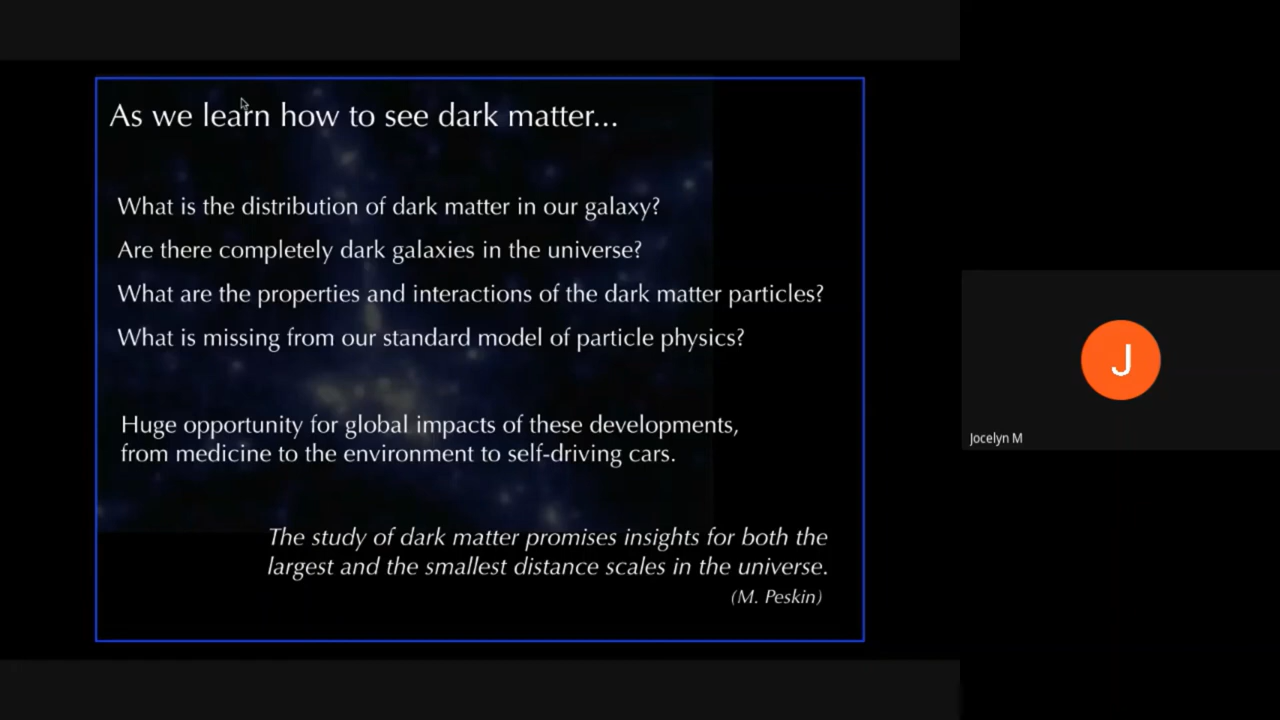 As we learn how to see dark matter...
What is the distribution of dark matter in our galaxy?
Are there completely dark galaxies in the universe?
What are the properties and interactions of the dark matter particles?
What is missing from our standard model of particle physics?
Huge opportunity for global impacts of these developments,
from medicine to the environment to self-driving cars.
The study of dark matter promises insights for both the
largest and the smallest distance scales in the universe.
(M. Peskin)
J
Jocelyn M